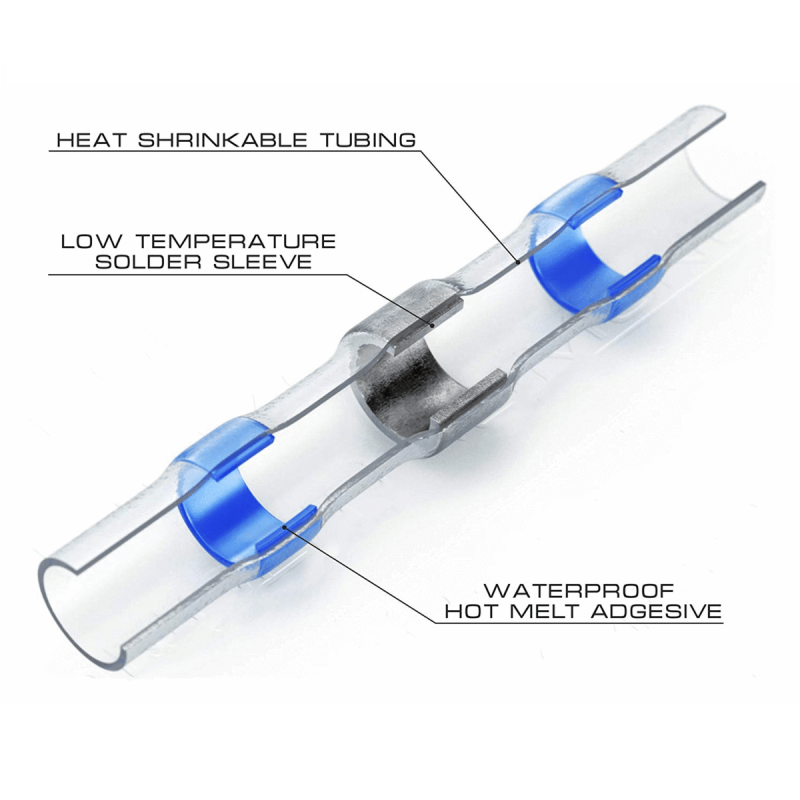 HEAT SHRINKABLE TUBING
LOW TEMPERATURE
SOLDER SLEEVE
WATERPROOF
HOT MELT ADGESIVE